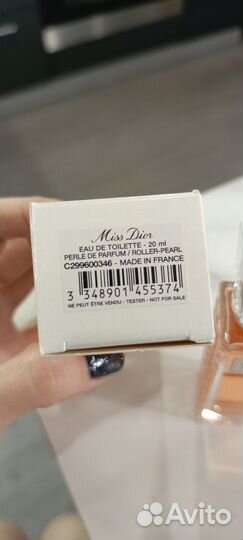 Miss Dior
EAU DE TOILETTE - 20 ml
PERLE DE PARFUM / ROLLER-PEARL
C299600346 - MADE IN FRANCE
3 348901 455374
NE PEUT ÊTRE VENDU - TESTER - NOT FOR SALE
Avito